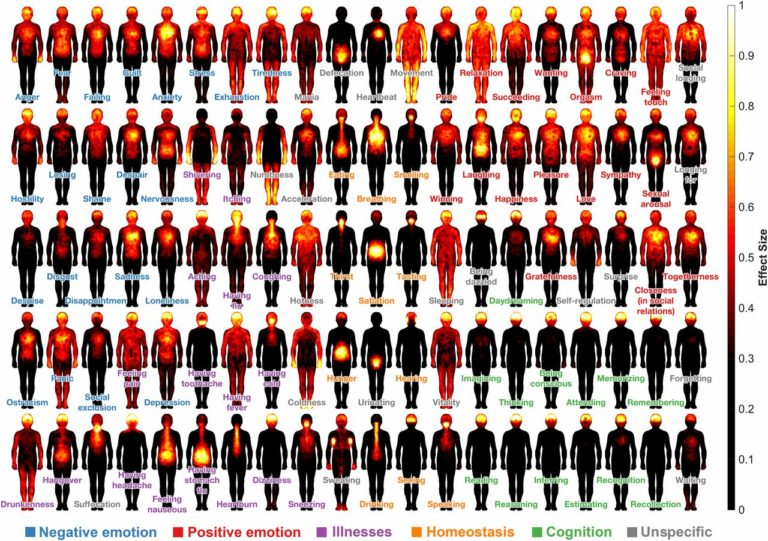 Fear Guilt Stress Tiredness Defecation Movement Relaxation Wanting Craving Social longing
Anger Failing Anxiety Exhaustion Mania Heartbeat Pride Succeeding Orgasm Feeling touch
Losing Despair Shivering Numbness Eating Smelling Laughing Pleasure Sympathy Longing for
Hostility Shame Nervousness Itching Acceleration Breathing Winning Happiness Love Sexual arousal
Disgust Sadness Aching Coughing Thirst Tasting Being dazzled Gratefulness Surprise Togetherness
Despise Disappointmen Loneliness Having flu Hotness Satiation Sleeping Daydreaming Self-regulation Closeness (in social relations)
Panic Feeling pain Having toothache Having cold Hunger Hearing Imagining Being conscious Memorizing Forgetting
Ostracism Social exclusion Depression Having fever Coldness Urinating Vitality Thinking Attending Remembering
Hangover Having headache Having stomach flu Dizziness Sweating Seeing Reading Inferring Recognition Waiting
Drunkenness Suffocation Feeling nauseous Heartburn Sneezing Drinking Speaking Reasoning Estimating Recollection
1
0.9
0.8
0.7
0.6
0.5
0.4
0.3
0.2
0.1
0
Effect Size
Negative emotion Positive emotion Illnesses Homeostasis Cognition Unspecific